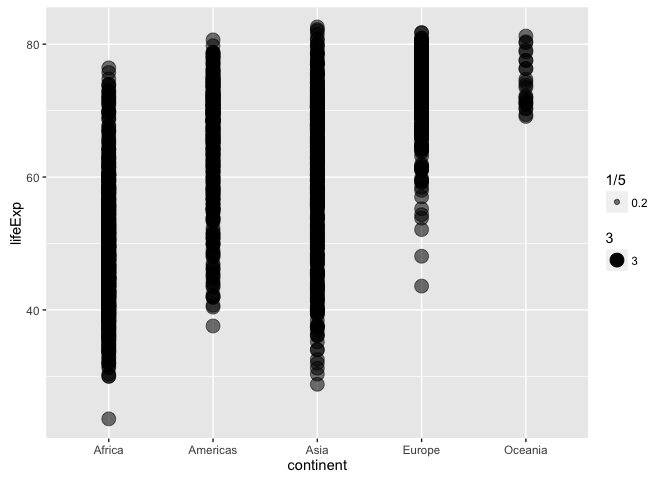 80
60
40
lifeExp
Africa
Americas
Asia
Europe
Oceania
continent
1/5
0.2
3
3